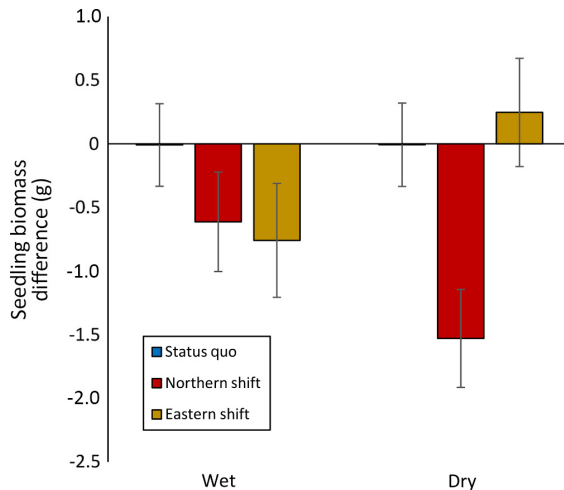 1.0
0.5
0
-0.5
-1.0
-1.5
-2.0
-2.5
Seedling biomass
difference (g)
Status quo
Northern shift
Eastern shift
Wet
Dry